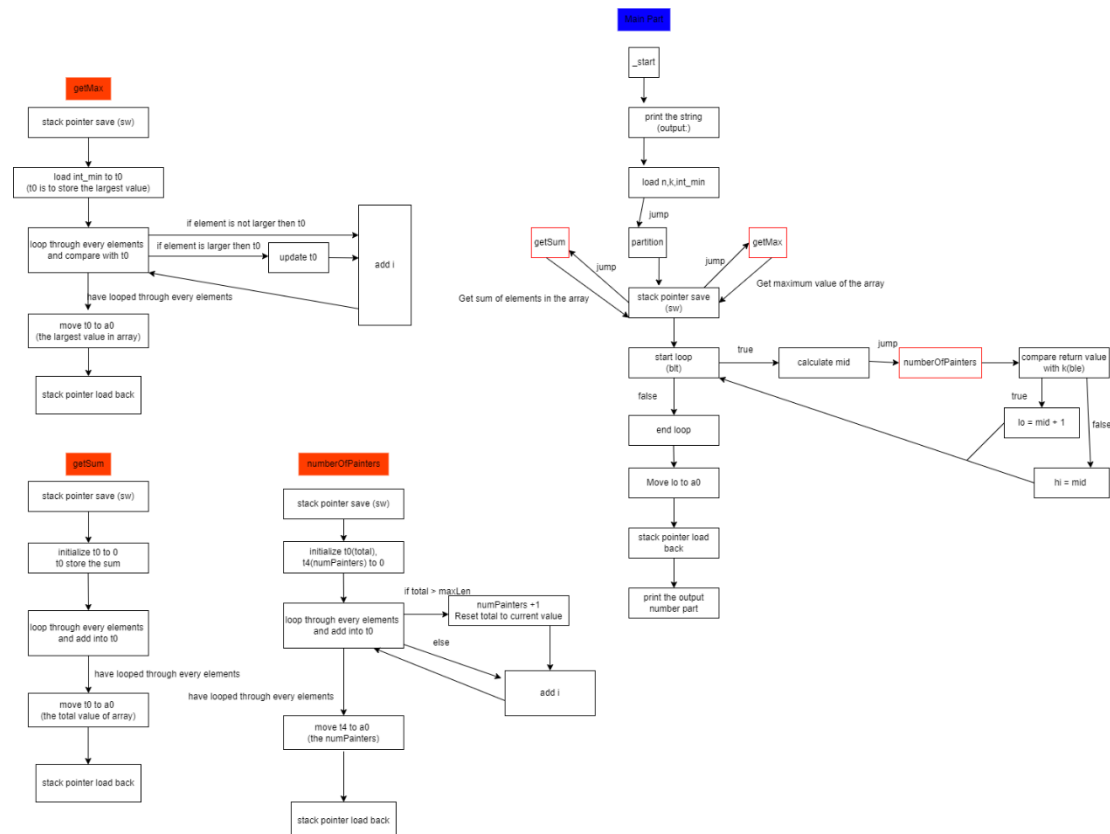 Main Part
_start
print the string
(output:)
load n,k,int_min
jump
getSum
partition
getMax
jump
jump
Get sum of elements in the array
Get maximum value of the array
stack pointer save
(sw)
start loop
(blt)
true
calculate mid
jump
numberOfPainters
compare return value
with k(ble)
true
false
lo = mid + 1
hi = mid
false
end loop
Move lo to a0
stack pointer load
back
print the output
number part
getMax
stack pointer save (sw)
load int_min to t0
(t0 is to store the largest value)
loop through every elements
and compare with t0
if element is not larger then t0
if element is larger then t0
update t0
add i
have looped through every elements
move t0 to a0
(the largest value in array)
stack pointer load back
getSum
stack pointer save (sw)
initialize t0 to 0
t0 store the sum
loop through every elements
and add into t0
have looped through every elements
move t0 to a0
(the total value of array)
stack pointer load back
numberOfPainters
stack pointer save (sw)
initialize t0(total),
t4(numPainters) to 0
loop through every elements
and add into t0
if total > maxLen
numPainters +1
Reset total to current value
else
add i
have looped through every elements
move t4 to a0
(the numPainters)
stack pointer load back